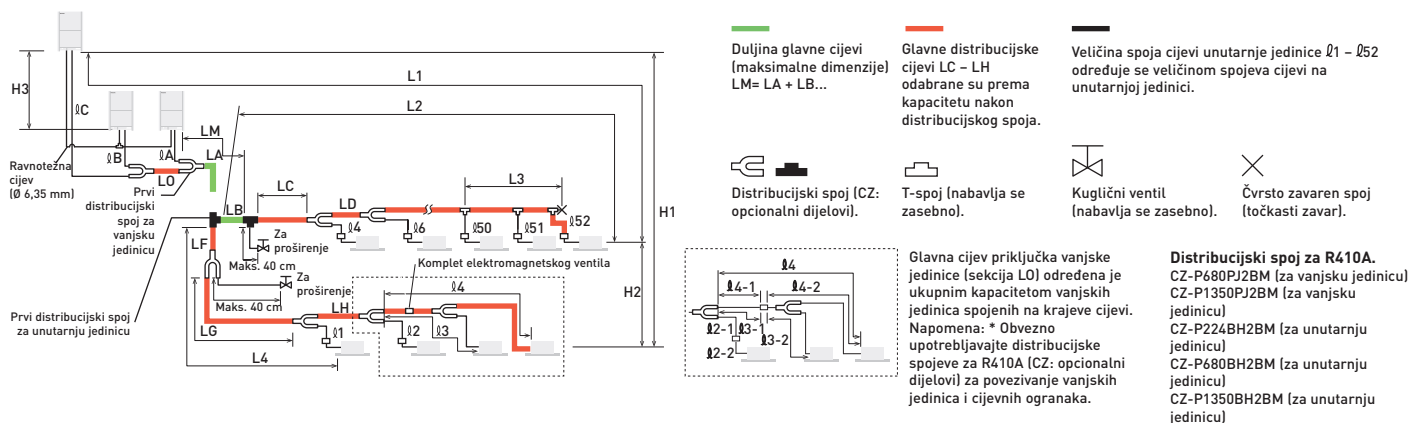 H3
ℓC
L1
L2
H1
LM
ℓB
ℓA
LA
Ravnotežna
cijev
(Ø 6,35 mm)
LO
Prvi
distribucijski
spoj za
vanjsku
jedinicu
LC
L3
LB
LD
ℓ4
ℓ6
ℓ50
ℓ51
ℓ52
Za
proširenje
LF
Maks. 40 cm
Za
proširenje
Komplet elektromagnetskog ventila
H2
Maks. 40 cm
Prvi distribucijski spoj
za unutarnju jedinicu
LG
LH
ℓ4
ℓ1
ℓ2
ℓ3
L4
Duljina glavne cijevi
(maksimalne dimenzije)
LM= LA + LB...
Glavne distribucijske
cijevi LC – LH
odabrane su prema
kapacitetu nakon
distribucijskog spoja.
Veličina spoja cijevi unutarnje jedinice ℓ1 – ℓ52
određuje se veličinom spojeva cijevi na
unutarnjoj jedinici.
Distribucijski spoj (CZ:
opcionalni dijelovi).
T-spoj (nabavlja se
zasebno).
Kuglični ventil
(nabavlja se zasebno).
Čvrsto zavaren spoj
(točkasti zavar).
ℓ4
ℓ4-1
ℓ4-2
ℓ2-1
ℓ3-1
ℓ2-2
ℓ3-2
Glavna cijev priključka vanjske
jedinice (sekcija LO) određena je
ukupnim kapacitetom vanjskih
jedinica spojenih na krajeve cijevi.
Napomena: * Obvezno
upotrebljavajte distribucijske
spojeve za R410A (CZ: opcionalni
dijelovi) za povezivanje vanjskih
jedinica i cijevnih ogranaka.
Distribucijski spoj za R410A.
CZ-P680PJ2BM (za vanjsku jedinicu)
CZ-P1350PJ2BM (za vanjsku
jedinicu)
CZ-P224BH2BM (za unutarnju
jedinicu)
CZ-P680BH2BM (za unutarnju
jedinicu)
CZ-P1350BH2BM (za unutarnju
jedinicu)